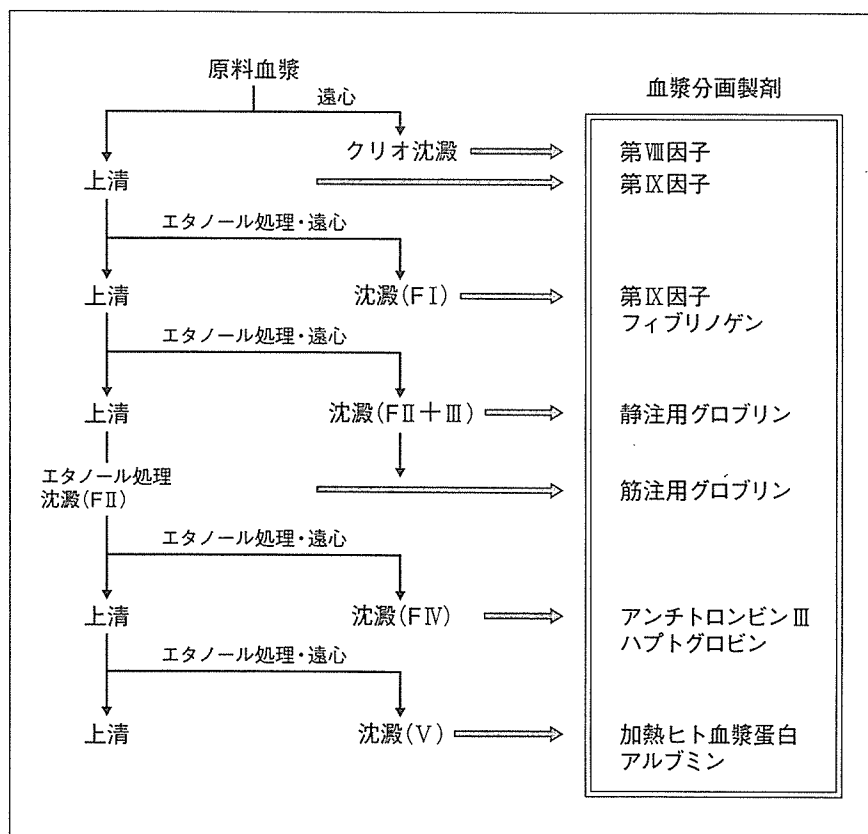 原料血漿
遠心
血漿分画製剤
クリオ沈澱
第Ⅷ因子
上清
第Ⅸ因子
エタノール処理・遠心
上清
沈澱(FⅠ)
第Ⅸ因子
フィブリノゲン
エタノール処理・遠心
上清
沈澱(FⅡ+Ⅲ)
静注用グロブリン
エタノール処理
沈澱(FⅡ)
筋注用グロブリン
エタノール処理・遠心
上清
沈澱(FⅣ)
アンチトロンビンⅢ
ハプトグロビン
エタノール処理・遠心
上清
沈澱(Ⅴ)
加熱ヒト血漿蛋白
アルブミン